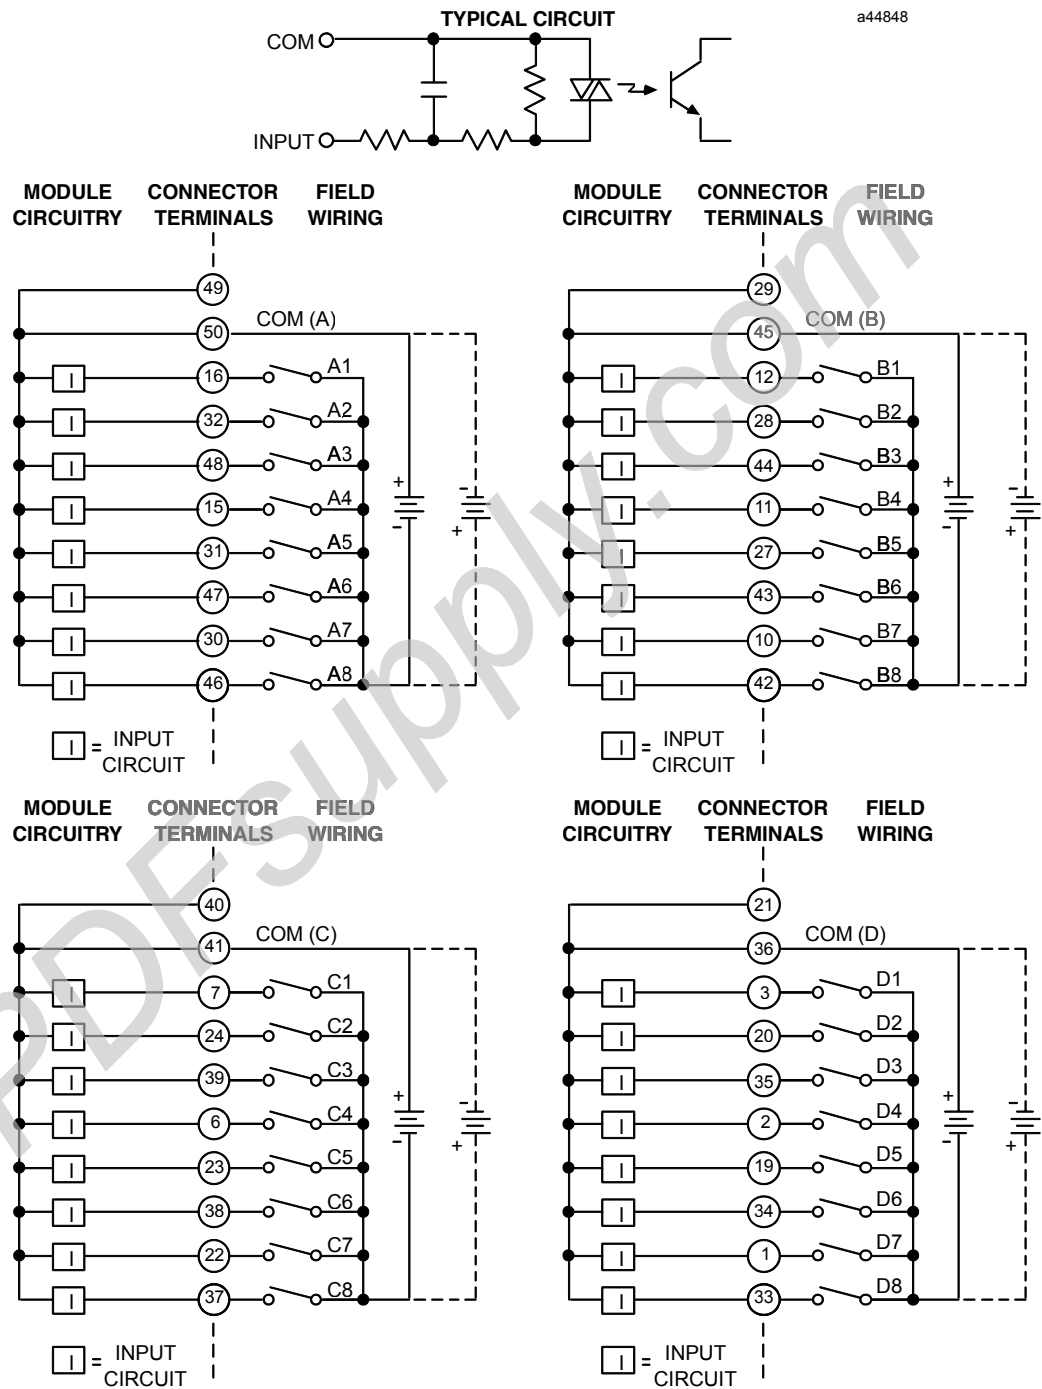 TYPICAL CIRCUIT
a44848
COM
INPUT
MODULE CIRCUITRY
CONNECTOR TERMINALS
FIELD WIRING
49
50 COM (A)
I 16 A1
I 32 A2
I 48 A3
I 15 A4
I 31 A5
I 47 A6
I 30 A7
I 46 A8
+ - - +
I = INPUT CIRCUIT
MODULE CIRCUITRY
CONNECTOR TERMINALS
FIELD WIRING
29
45 COM (B)
I 12 B1
I 28 B2
I 44 B3
I 11 B4
I 27 B5
I 43 B6
I 10 B7
I 42 B8
+ - - +
I = INPUT CIRCUIT
MODULE CIRCUITRY
CONNECTOR TERMINALS
FIELD WIRING
40
41 COM (C)
I 7 C1
I 24 C2
I 39 C3
I 6 C4
I 23 C5
I 38 C6
I 22 C7
I 37 C8
+ - - +
I = INPUT CIRCUIT
MODULE CIRCUITRY
CONNECTOR TERMINALS
FIELD WIRING
21
36 COM (D)
I 3 D1
I 20 D2
I 35 D3
I 2 D4
I 19 D5
I 34 D6
I 1 D7
I 33 D8
+ - - +
I = INPUT CIRCUIT
PDFsupply.com